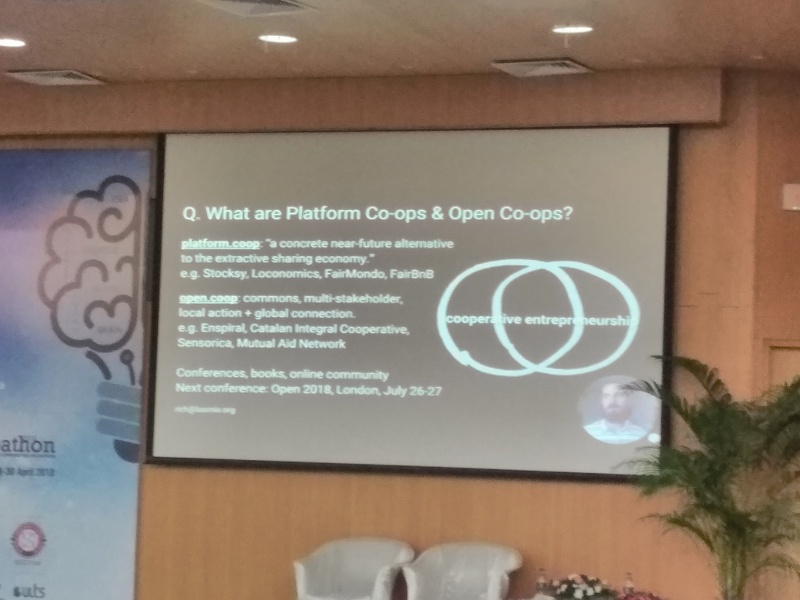 Q. What are Platform Co-ops & Open Co-ops?
platform.coop: "a concrete near-future alternative
to the extractive sharing economy."
e.g. Stocksy, Loconomics, FairMondo, FairBnB
open.coop: commons, multi-stakeholder,
local action + global connection.
e.g. Enspiral, Catalan Integral Cooperative,
Sensorica, Mutual Aid Network
Conferences, books, online community
Next conference: Open 2018, London, July 26-27
rich@loomio.org
cooperative entrepreneurship
athon
30 April 2018